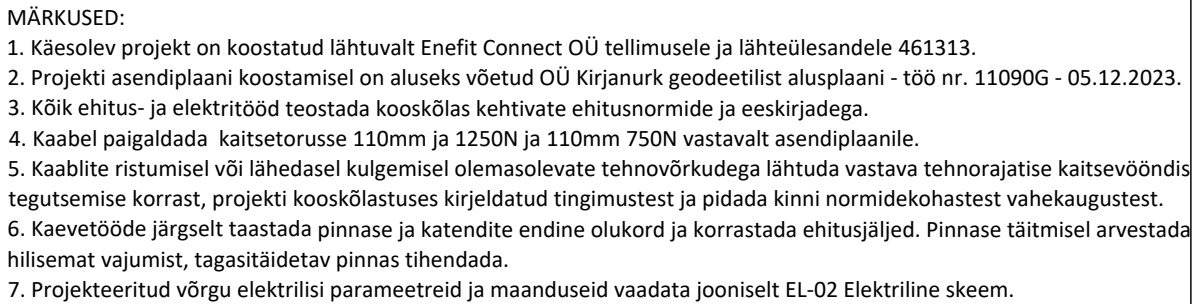 MÄRKUSED:
1. Käesolev projekt on koostatud lähtuvalt Enefit Connect OÜ tellimusele ja lähteülesandele 461313.
2. Projekti asendiplaani koostamisel on aluseks võetud OÜ Kirjanurk geodeetilist alusplaani - töö nr. 11090G - 05.12.2023.
3. Kõik ehitus- ja elektritööd teostada kooskõlas kehtivate ehitusnormide ja eeskirjadega.
4. Kaabel paigaldada kaitsetorusse 110mm ja 1250N ja 110mm 750N vastavalt asendiplaanile.
5. Kaablite ristumisel või lähedasel kulgemisel olemasolevate tehnovõrkudega lähtuda vastava tehnorajatise kaitsevööndis
tegutsemise korrast, projekti kooskõlastuses kirjeldatud tingimustest ja pidada kinni normidekohastest vahekaugustest.
6. Kaevetööde järgselt taastada pinnase ja katendite endine olukord ja korrastada ehitusjäljed. Pinnase täitmisel arvestada
hilisemat vajumist, tagasitäidetav pinnas tihendada.
7. Projekteeritud võrgu elektrilisi parameetreid ja maanduseid vaadata jooniselt EL-02 Elektriline skeem.